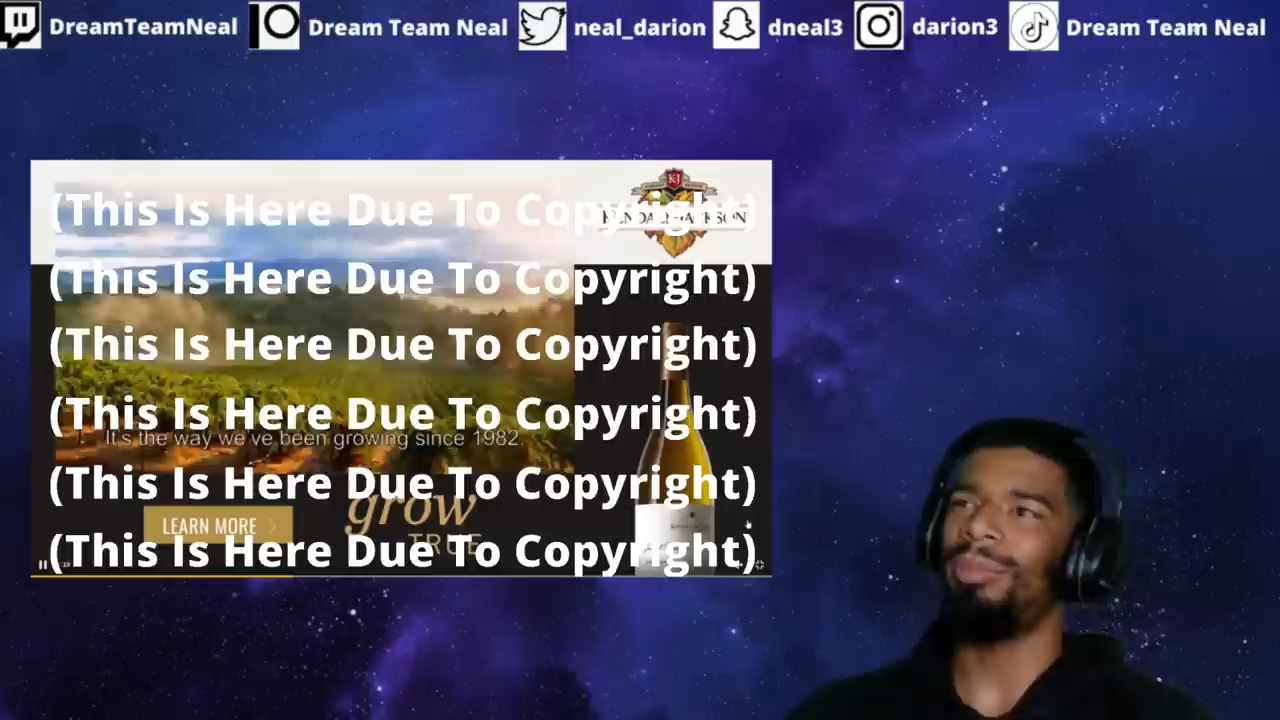 DreamTeamNeal Dream Team Neal neal_darion dneal3 darion3 Dream Team Neal
(This Is Here Due To Copyright)
KENDALL-JACKSON
(This Is Here Due To Copyright)
(This Is Here Due To Copyright)
(This Is Here Due To Copyright)
It's the way we've been growing since 1982.
(This Is Here Due To Copyright)
grow
LEARN MORE
TRUE
(This Is Here Due To Copyright)